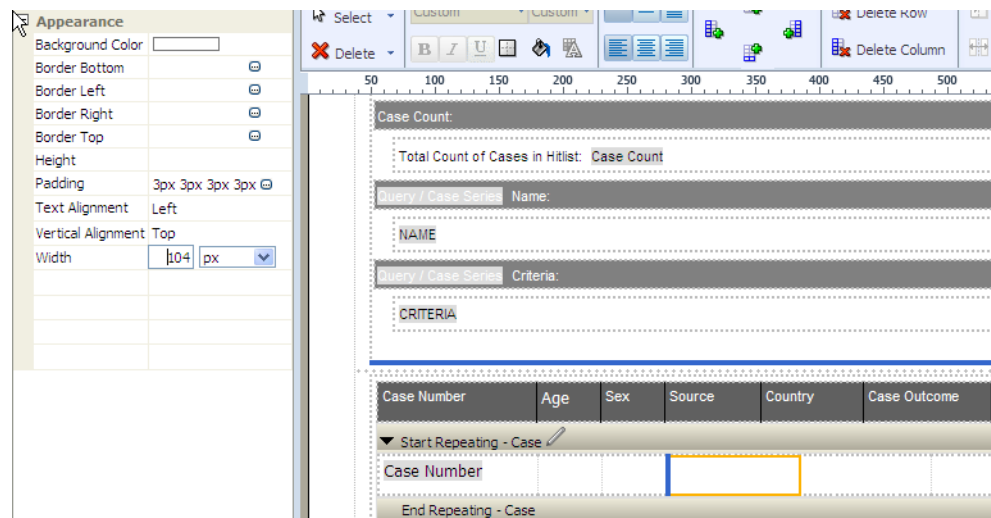 Appearance
Background Color
Border Bottom
Border Left
Border Right
Border Top
Height
Padding 3px 3px 3px 3px
Text Alignment Left
Vertical Alignment Top
Width 104 px
Select Custom Custom Delete Row
Delete B I U A Delete Column
50 100 150 200 250 300 350 400 450 500
Case Count:
Total Count of Cases in Hitlist: Case Count
Query / Case Series Name:
NAME
Query / Case Series Criteria:
CRITERIA
Case Number Age Sex Source Country Case Outcome
Start Repeating - Case
Case Number
End Repeating - Case